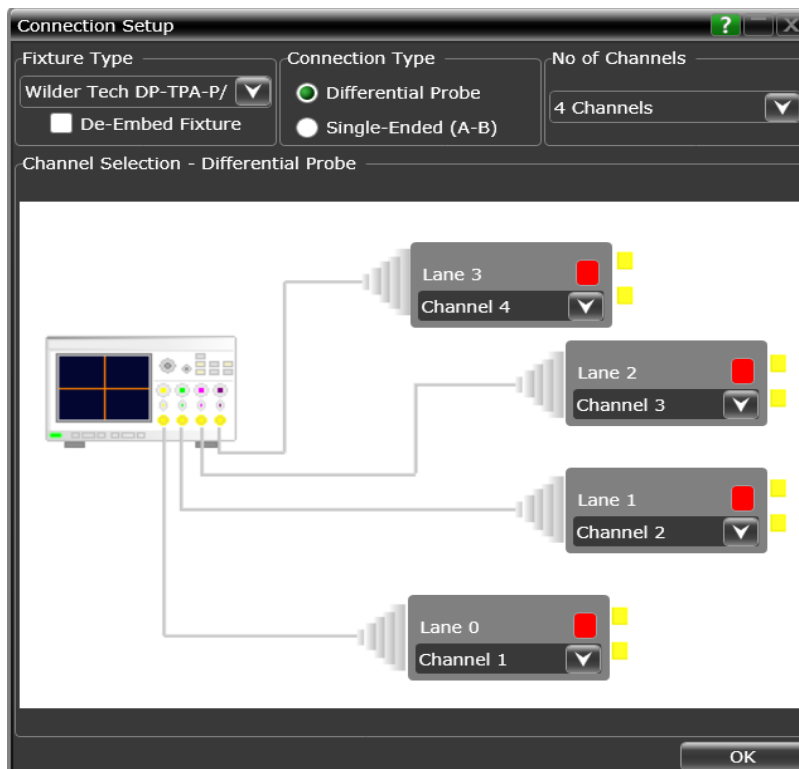 Connection Setup
?
Fixture Type
Connection Type
No of Channels
Wilder Tech DP-TPA-P/
Differential Probe
4 Channels
De-Embed Fixture
Single-Ended (A-B)
Channel Selection - Differential Probe
Lane 3
Channel 4
Lane 2
Channel 3
Lane 1
Channel 2
Lane 0
Channel 1
OK